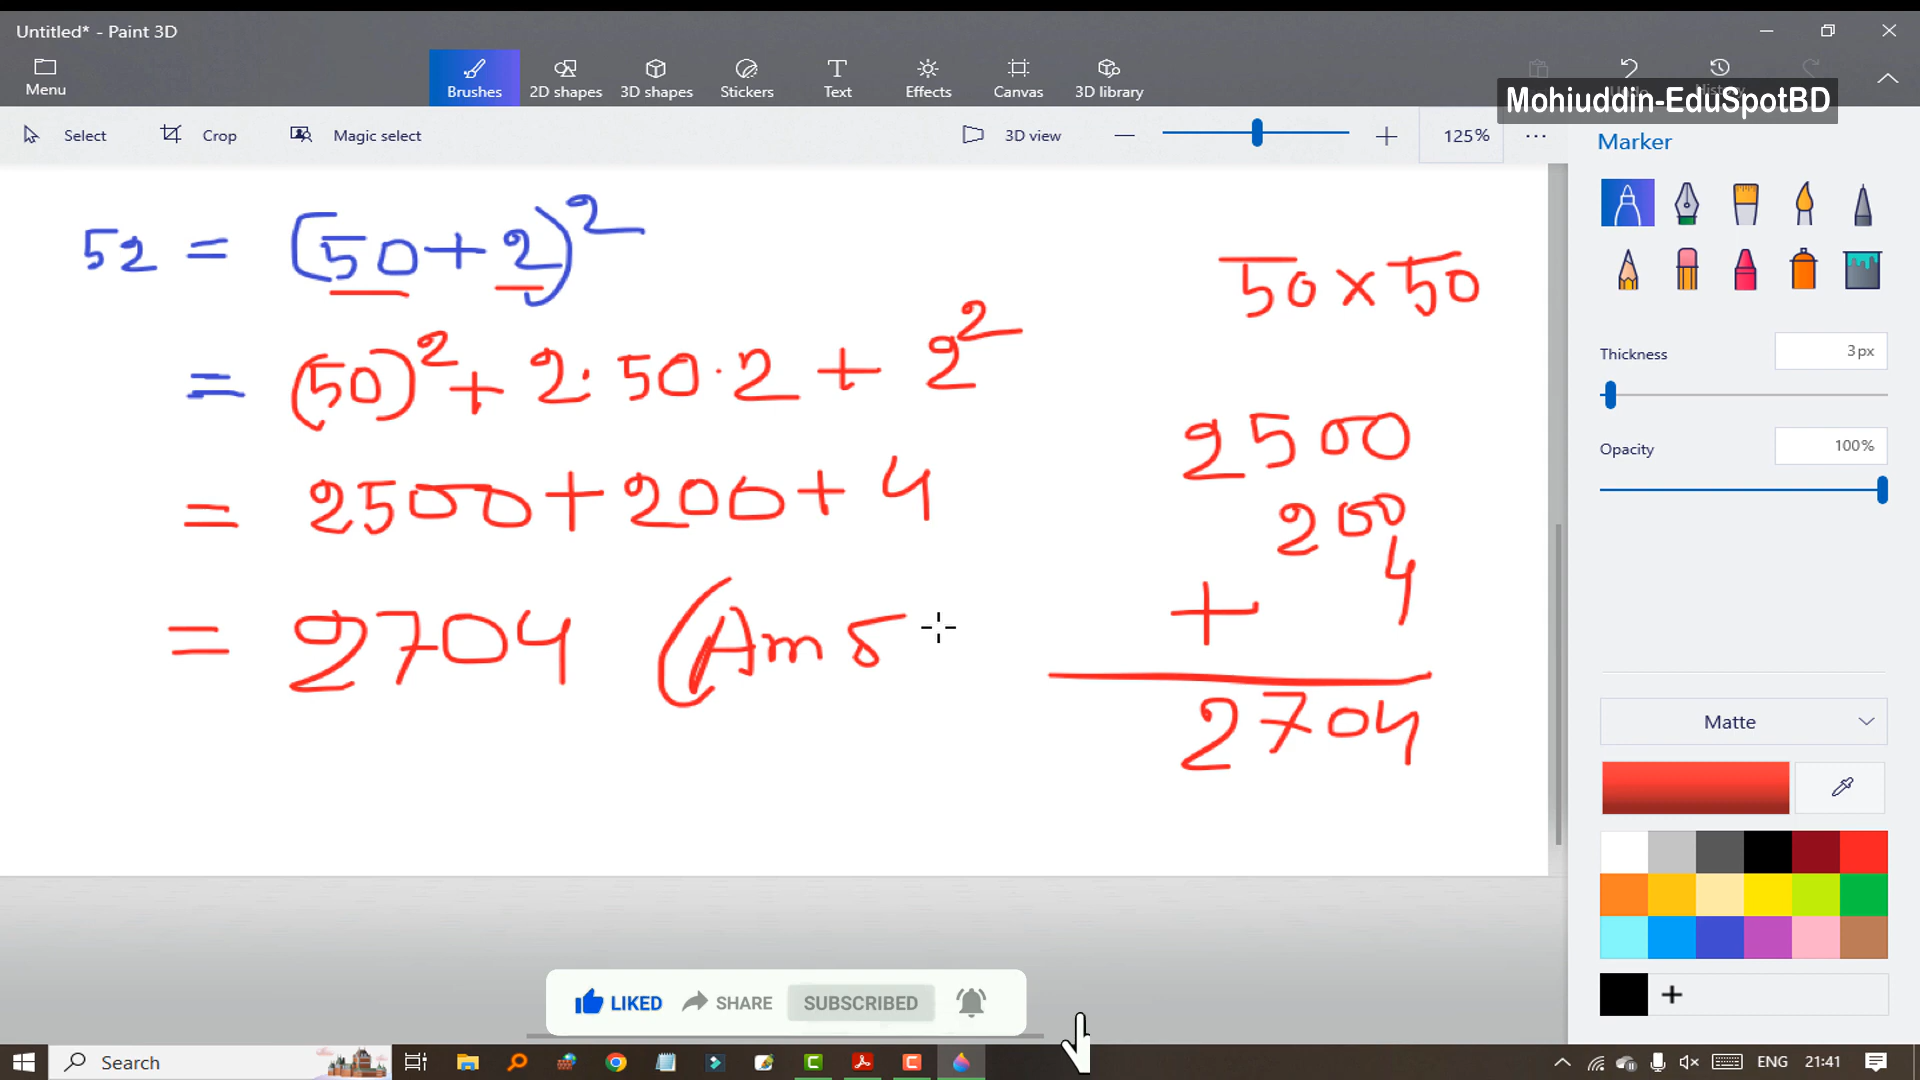 Untitled* - Paint 3D
Menu
Brushes
2D shapes
3D shapes
Stickers
Text
Effects
Canvas
3D library
Undo
History
Mohiuddin-EduSpotBD
Select
Crop
Magic select
3D view
125%
...
Marker
Thickness
3px
Opacity
100%
Matte
52 = (50+2)²
= (50)² + 2·50·2 + 2²
= 2500 + 200 + 4
= 2704 (Ans
50 × 50
2500
200
4
+
2704
LIKED
SHARE
SUBSCRIBED
Search
ENG
21:41